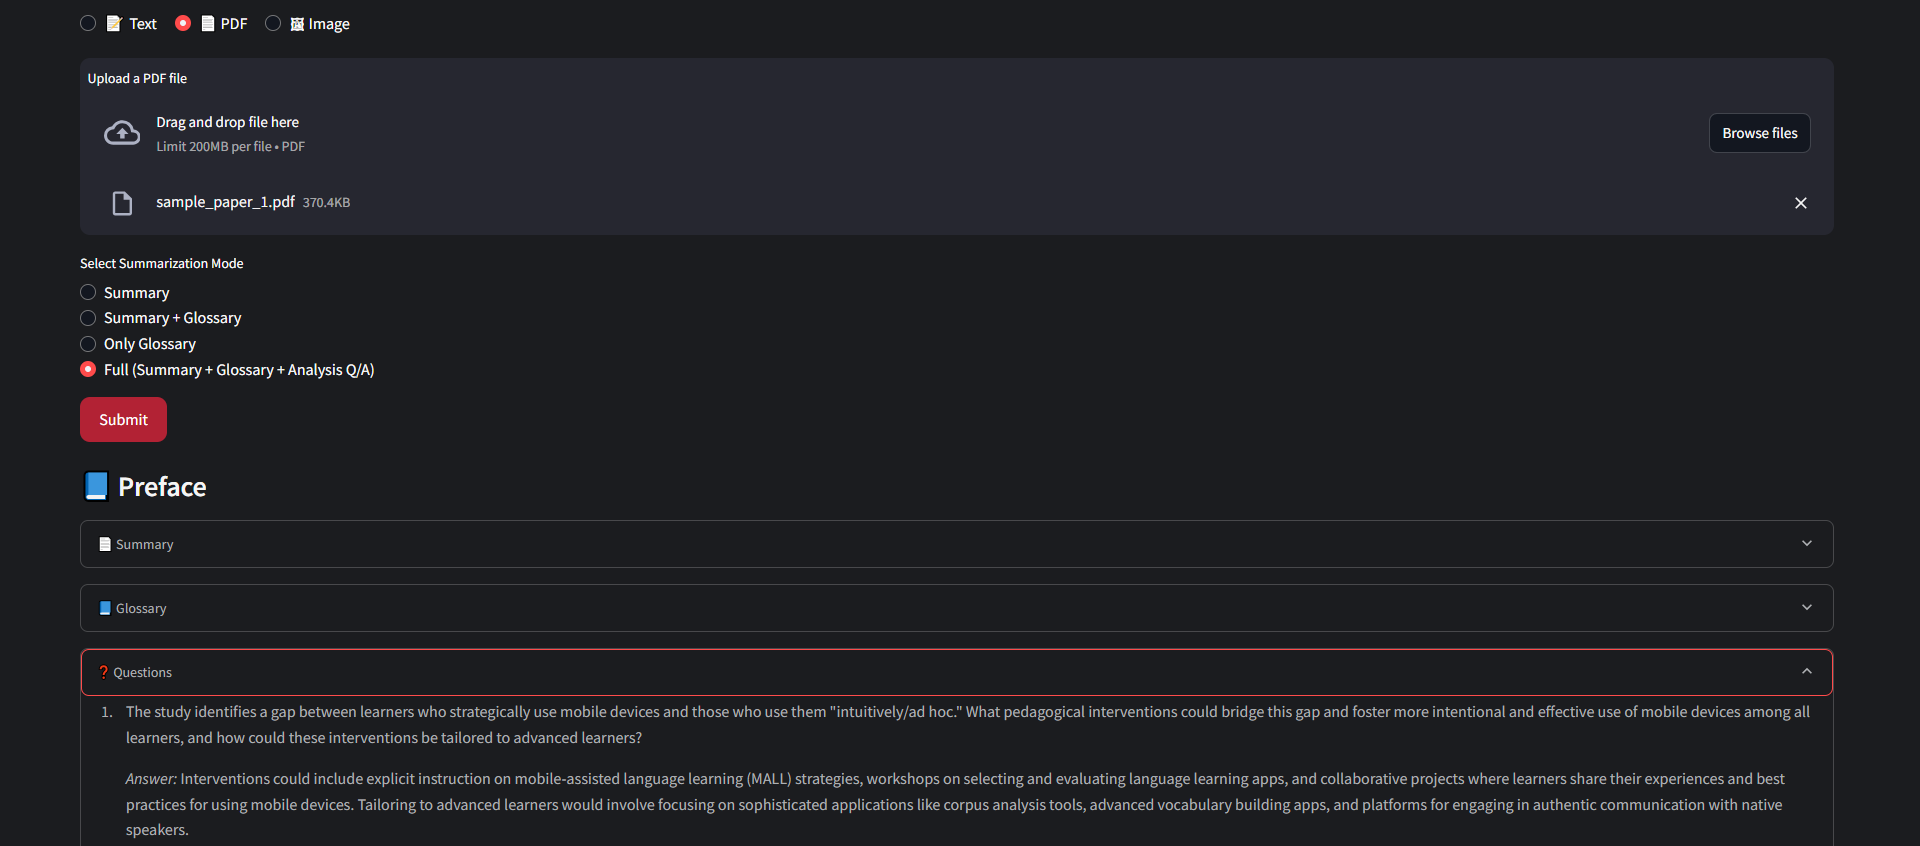 Text PDF Image
Upload a PDF file
Drag and drop file here
Limit 200MB per file • PDF
Browse files
sample_paper_1.pdf 370.4KB
Select Summarization Mode
Summary
Summary + Glossary
Only Glossary
Full (Summary + Glossary + Analysis Q/A)
Submit
Preface
Summary
Glossary
Questions
1. The study identifies a gap between learners who strategically use mobile devices and those who use them "intuitively/ad hoc." What pedagogical interventions could bridge this gap and foster more intentional and effective use of mobile devices among all
learners, and how could these interventions be tailored to advanced learners?
Answer: Interventions could include explicit instruction on mobile-assisted language learning (MALL) strategies, workshops on selecting and evaluating language learning apps, and collaborative projects where learners share their experiences and best
practices for using mobile devices. Tailoring to advanced learners would involve focusing on sophisticated applications like corpus analysis tools, advanced vocabulary building apps, and platforms for engaging in authentic communication with native
speakers.